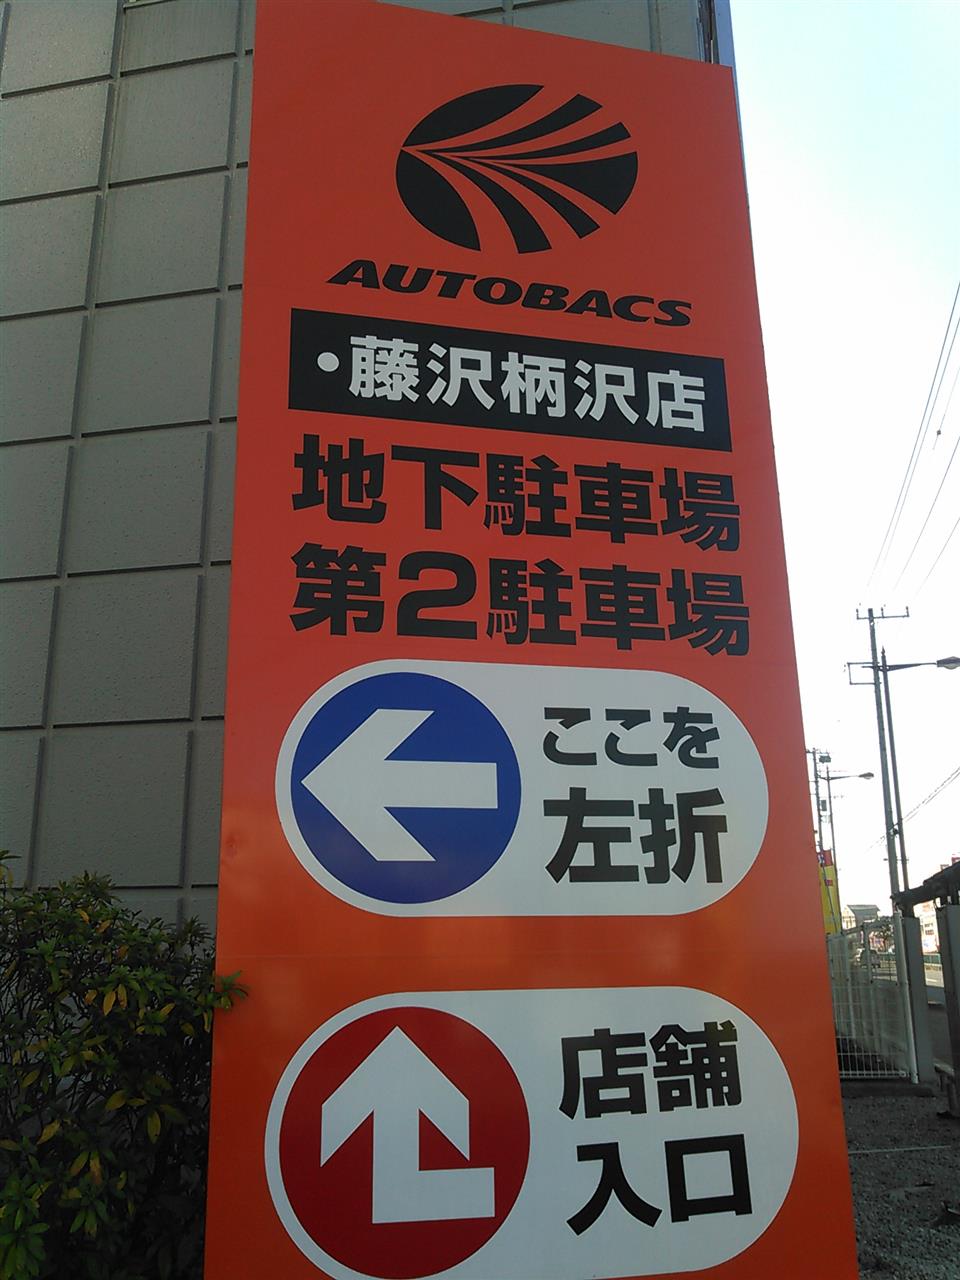 AUTOBACS
・藤沢柄沢店
地下駐車場
第2駐車場
ここを
左折
店舗
入口